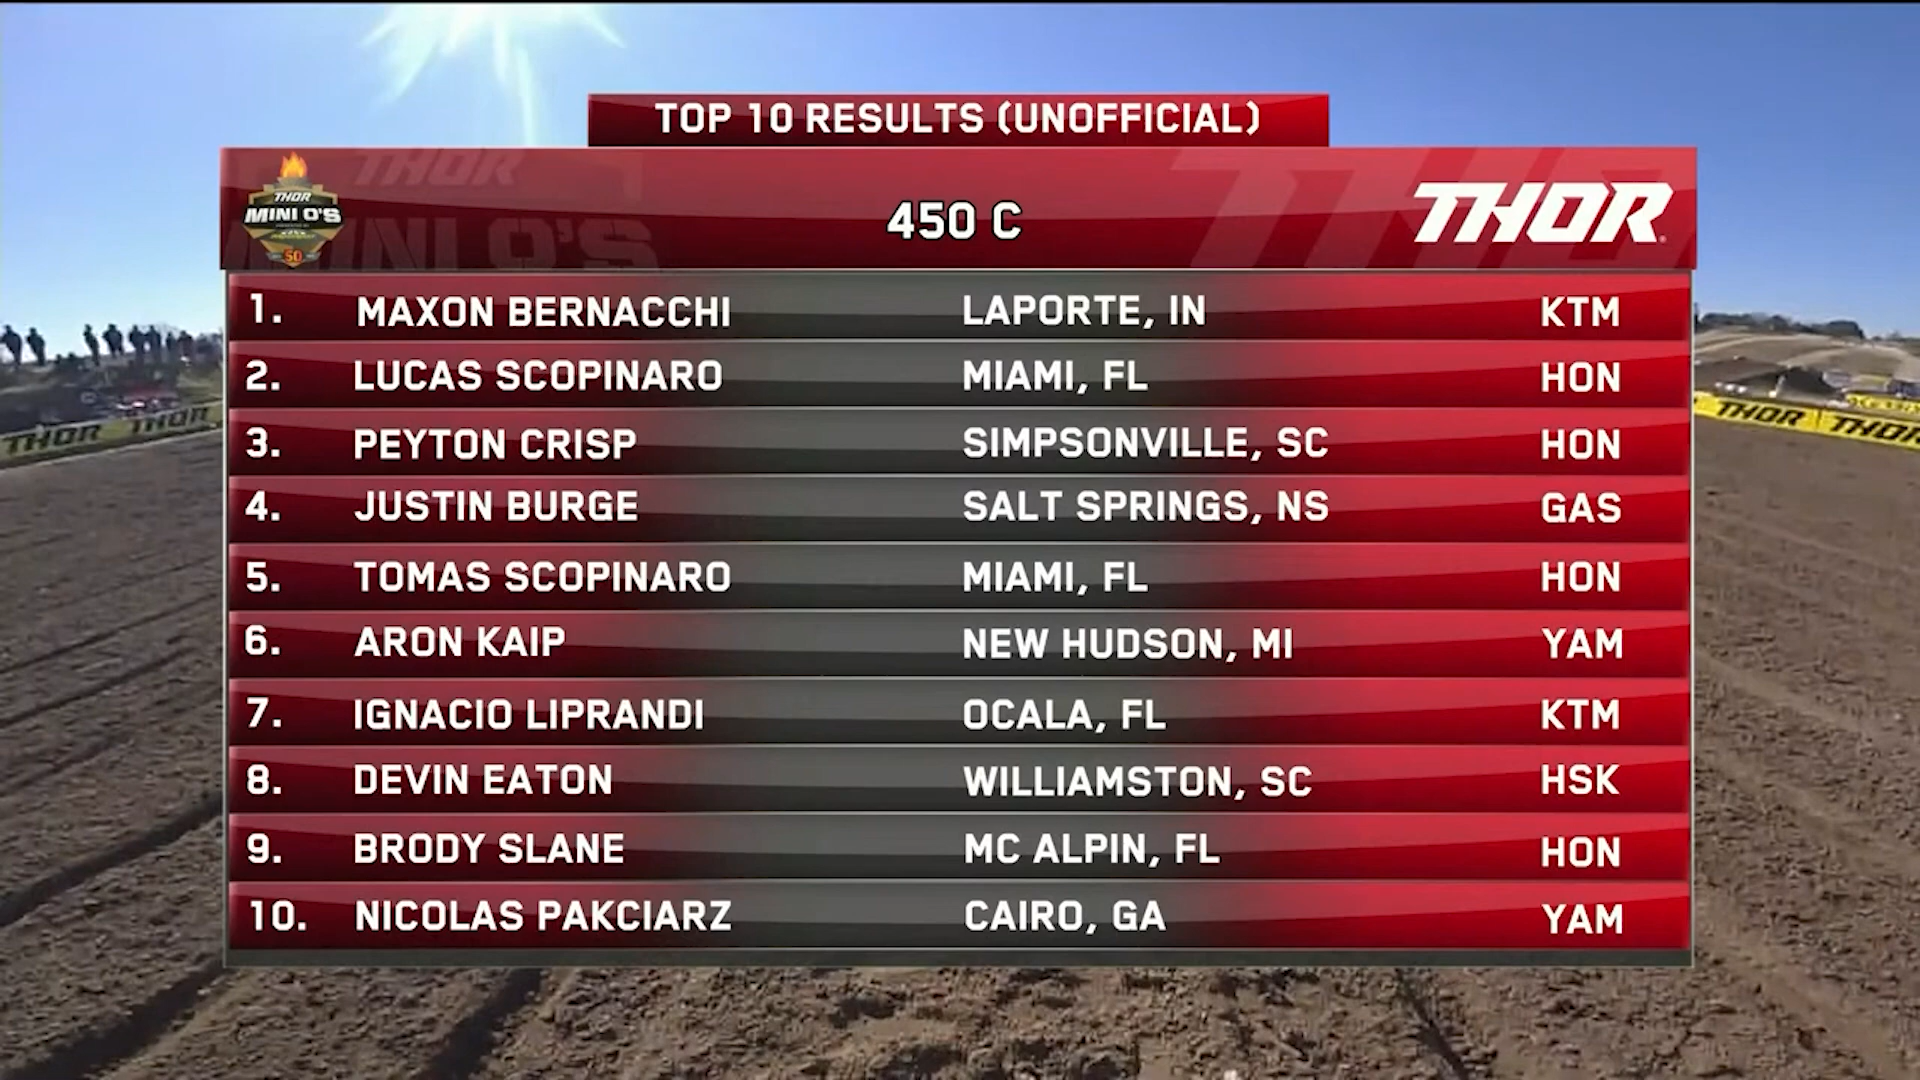 TOP 10 RESULTS (UNOFFICIAL)
THOR
MINI O'S
50
450 C
THOR
1. MAXON BERNACCHI LAPORTE, IN KTM
2. LUCAS SCOPINARO MIAMI, FL HON
3. PEYTON CRISP SIMPSONVILLE, SC HON
4. JUSTIN BURGE SALT SPRINGS, NS GAS
5. TOMAS SCOPINARO MIAMI, FL HON
6. ARON KAIP NEW HUDSON, MI YAM
7. IGNACIO LIPRANDI OCALA, FL KTM
8. DEVIN EATON WILLIAMSTON, SC HSK
9. BRODY SLANE MC ALPIN, FL HON
10. NICOLAS PAKCIARZ CAIRO, GA YAM
THOR THOR
THOR THOR